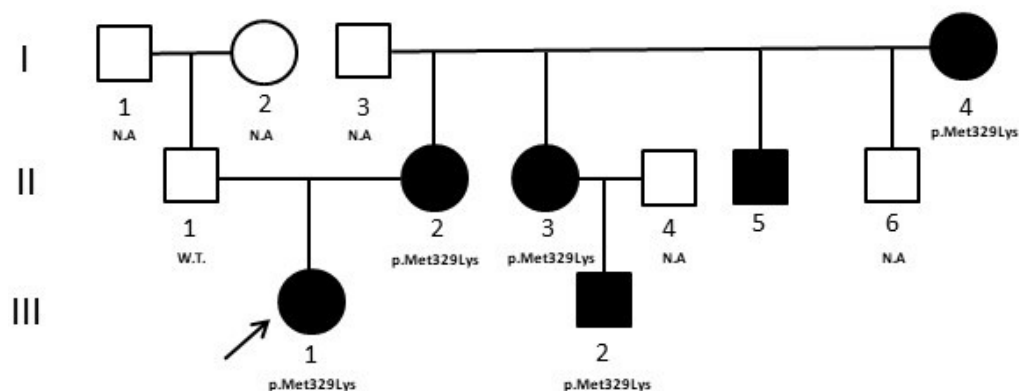 I
1
2
3
4
N.A
N.A
N.A
p.Met329Lys
II
1
2
3
4
5
6
W.T.
p.Met329Lys
p.Met329Lys
N.A
N.A
III
1
2
p.Met329Lys
p.Met329Lys